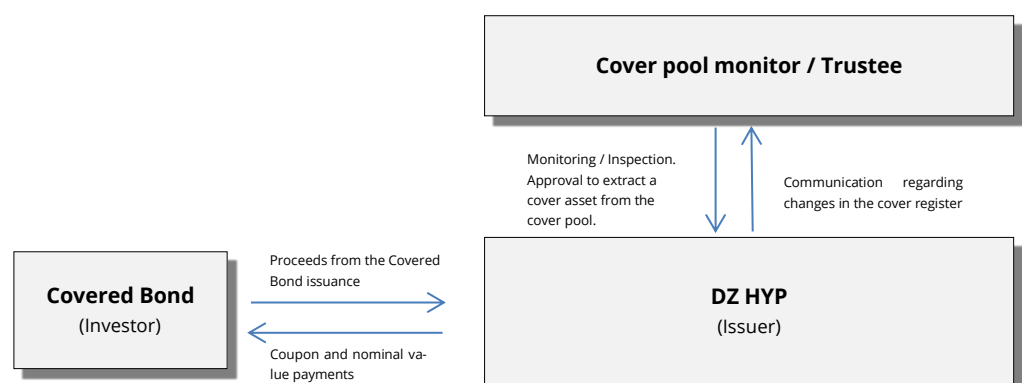 Cover pool monitor / Trustee
Monitoring / Inspection.
Approval to extract a
cover asset from the
cover pool.
Communication regarding
changes in the cover register
Proceeds from the Covered
Bond issuance
Covered Bond
(Investor)
DZ HYP
(Issuer)
Coupon and nominal va-
lue payments